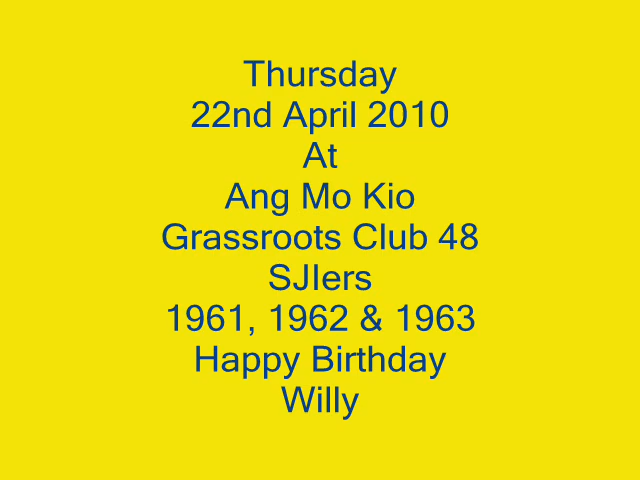 Thursday
22nd April 2010
At
Ang Mo Kio
Grassroots Club 48
SJIers
1961, 1962 & 1963
Happy Birthday
Willy